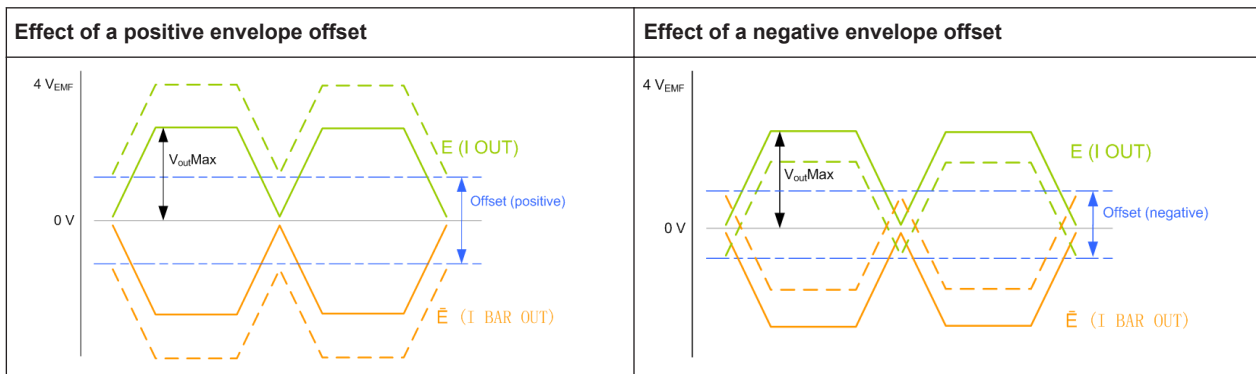 Effect of a positive envelope offset
Effect of a negative envelope offset
4 VEMF
VoutMax
E (I OUT)
Offset (positive)
0 V
Ē (I BAR OUT)
4 VEMF
E (I OUT)
VoutMax
Offset (negative)
0 V
Ē (I BAR OUT)